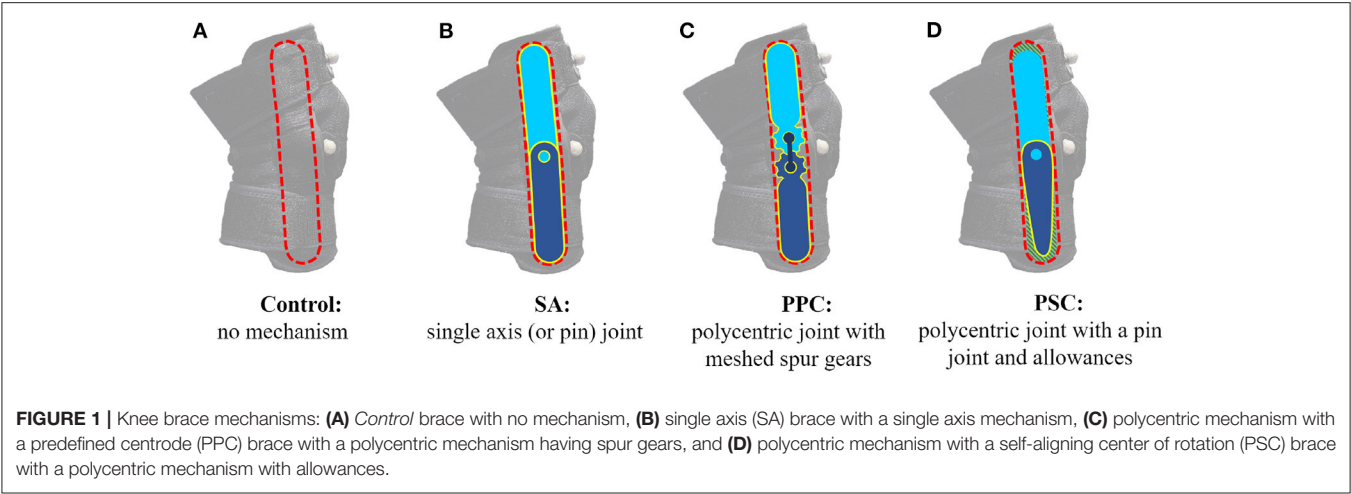 A
B
C
D
Control:
no mechanism
SA:
single axis (or pin) joint
PPC:
polycentric joint with
meshed spur gears
PSC:
polycentric joint with a pin
joint and allowances
FIGURE 1 | Knee brace mechanisms: (A) Control brace with no mechanism, (B) single axis (SA) brace with a single axis mechanism, (C) polycentric mechanism with
a predefined centrode (PPC) brace with a polycentric mechanism having spur gears, and (D) polycentric mechanism with a self-aligning center of rotation (PSC) brace
with a polycentric mechanism with allowances.